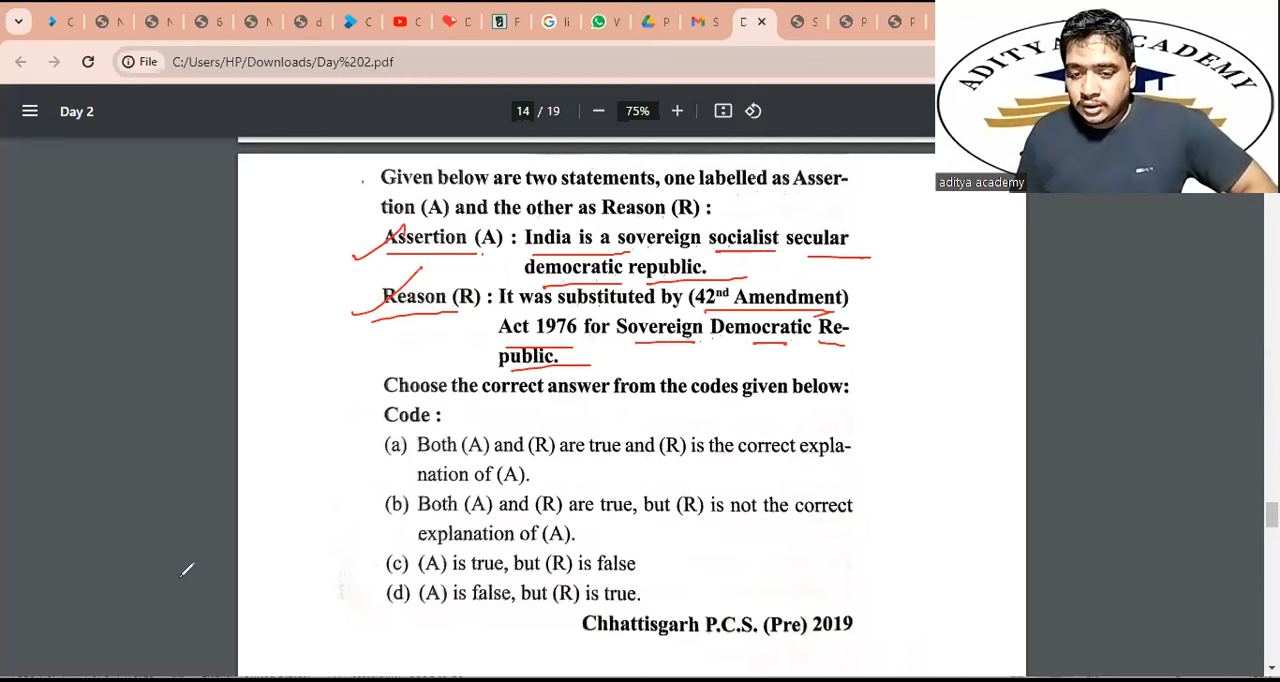 C
N
N
6
N
d
C
C
D
F
li
V
P
S
D
S
P
P
File C:/Users/HP/Downloads/Day%202.pdf
Day 2 14 / 19 75%
ADITYA ACADEMY
aditya academy
Given below are two statements, one labelled as Asser-
tion (A) and the other as Reason (R) :
Assertion (A) : India is a sovereign socialist secular
democratic republic.
Reason (R) : It was substituted by (42nd Amendment)
Act 1976 for Sovereign Democratic Re-
public.
Choose the correct answer from the codes given below:
Code :
(a) Both (A) and (R) are true and (R) is the correct expla-
nation of (A).
(b) Both (A) and (R) are true, but (R) is not the correct
explanation of (A).
(c) (A) is true, but (R) is false
(d) (A) is false, but (R) is true.
Chhattisgarh P.C.S. (Pre) 2019